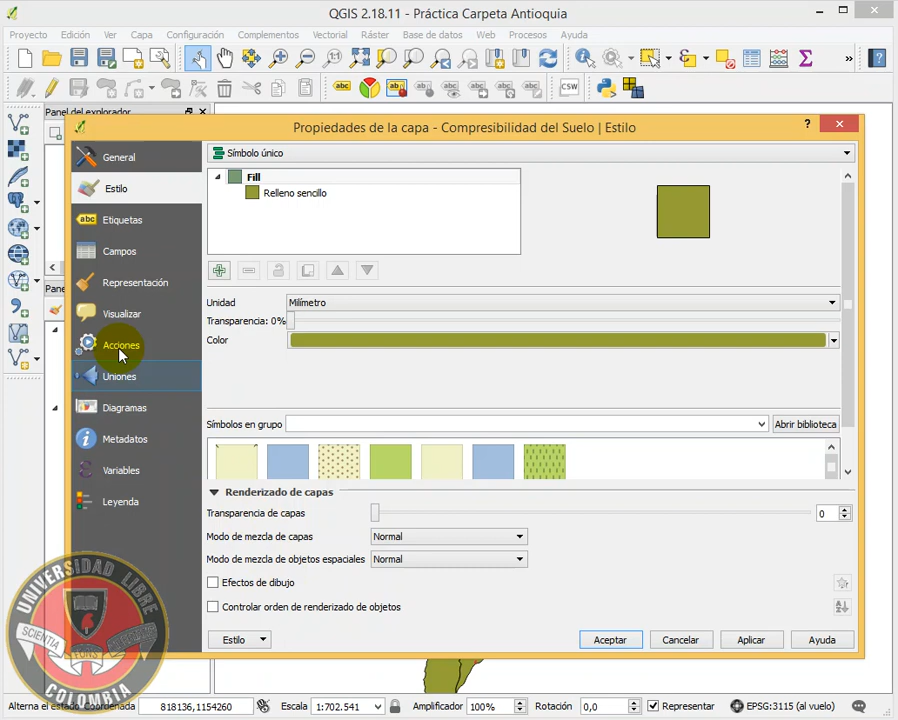 QGIS 2.18.11 - Práctica Carpeta Antioquia
Proyecto Edición Ver Capa Configuración Complementos Vectorial Ráster Base de datos Web Procesos Ayuda
abc abc CSW
Panel del explorador
Propiedades de la capa - Compresibilidad del Suelo | Estilo
General
Estilo
abc Etiquetas
Campos
Representación
Visualizar
Acciones
Uniones
Diagramas
Metadatos
Variables
Leyenda
Símbolo único
Fill
Relleno sencillo
Unidad Milímetro
Transparencia: 0%
Color
Símbolos en grupo Abrir biblioteca
Renderizado de capas
Transparencia de capas 0
Modo de mezcla de capas Normal
Modo de mezcla de objetos espaciales Normal
Efectos de dibujo
Controlar orden de renderizado de objetos
Estilo Aceptar Cancelar Aplicar Ayuda
UNIVERSIDAD LIBRE
SCIENTIA FONS
COLOMBIA
Alterna el estado Coordenada 818136,1154260 Escala 1:702.541 Amplificador 100% Rotación 0,0 Representar EPSG:3115 (al vuelo)